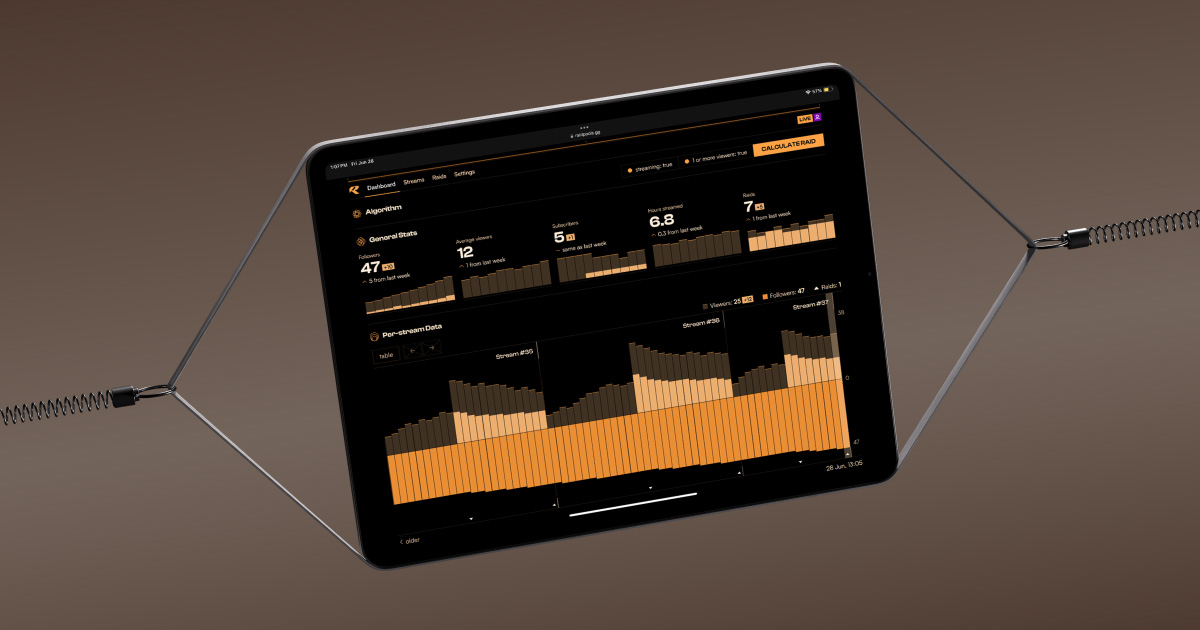 1:07 PM Fri Jun 28
57%
raidpaois.gg
LIVE
Dashboard Streams Raids Settings
streaming: true
1 or more viewers: true
CALCULATE RAID
Algorithm
General Stats
Followers
47 +10
5 from last week
Average viewers
12
1 from last week
Subscribers
5 +1
same as last week
Hours streamed
6.8
0.3 from last week
Raids
7 +5
1 from last week
Per-stream Data
Table
Viewers: 25 +12 Followers: 47 Raids: 1
Stream #35
Stream #36
Stream #37
0
47
28 Jun, 13:05
older